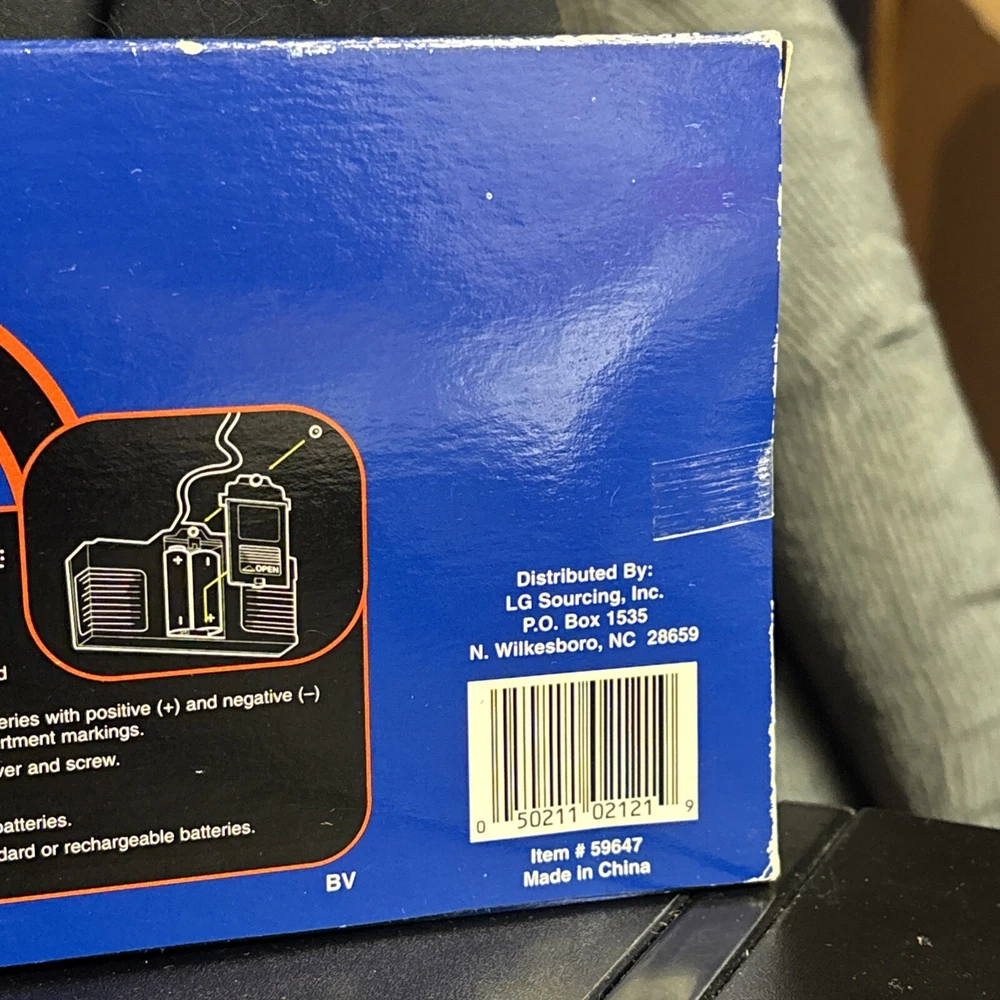 OPEN
+
-
-
+
d
eries with positive (+) and negative (–)
rtment markings.
ver and screw.
batteries.
dard or rechargeable batteries.
BV
Distributed By:
LG Sourcing, Inc.
P.O. Box 1535
N. Wilkesboro, NC 28659
0 50211 02121 9
Item # 59647
Made in China